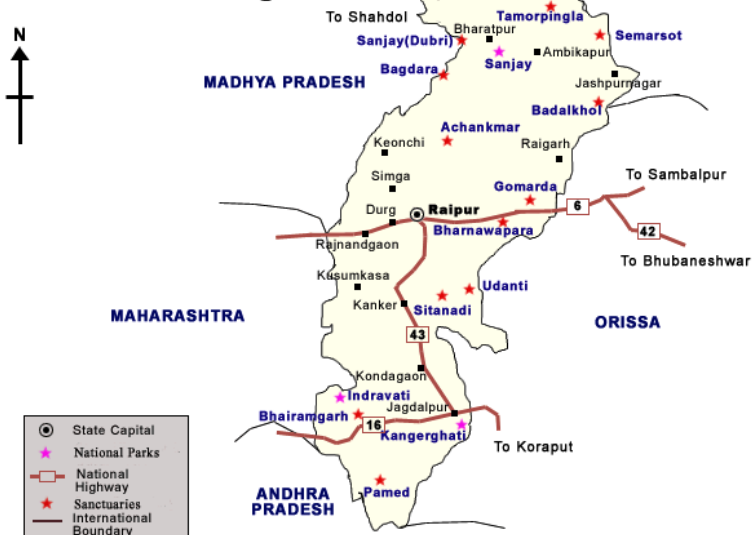 To Shahdol
Tamorpingla
N
Bharatpur
Sanjay(Dubri)
Semarsot
Ambikapur
Sanjay
Bagdara
MADHYA PRADESH
Jashpurnagar
Badalkhol
Achankmar
Keonchi
Raigarh
Simga
To Sambalpur
Gomarda
Durg
Raipur
6
Bharnawapara
42
Rajnandgaon
To Bhubaneshwar
Kusumkasa
Udanti
Kanker
Sitanadi
MAHARASHTRA
ORISSA
43
Kondagaon
Indravati
Jagdalpur
Bhairamgarh
16
Kangerghati
To Koraput
State Capital
National Parks
National
Highway
Sanctuaries
International
Boundary
ANDHRA
PRADESH
Pamed